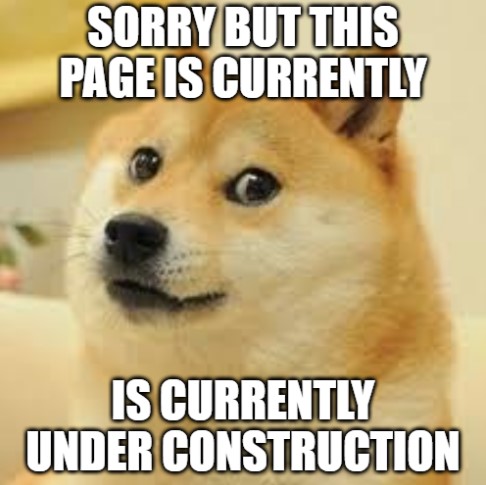 SORRY BUT THIS
PAGE IS CURRENTLY
IS CURRENTLY
UNDER CONSTRUCTION